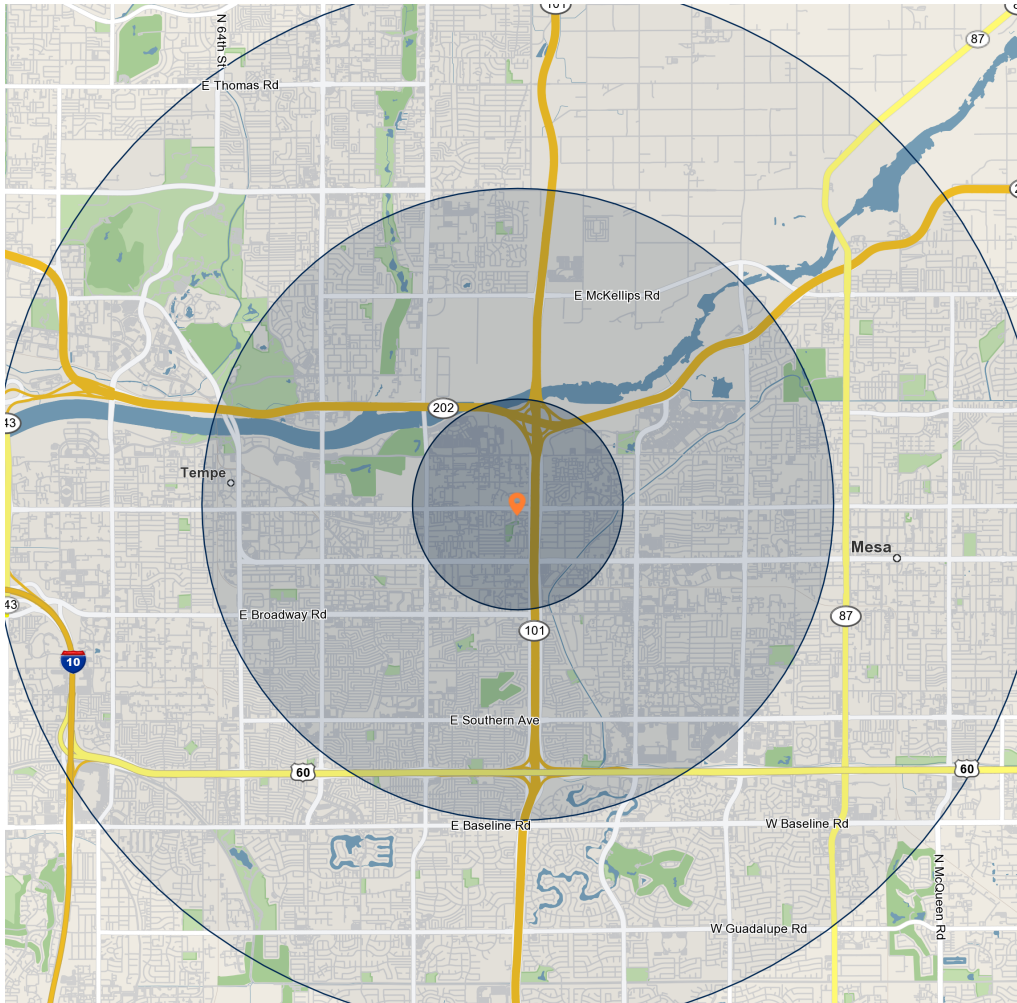 101
N 64th St
87
E Thomas Rd
E McKellips Rd
202
43
Tempe
Mesa
43
E Broadway Rd
87
101
10
E Southern Ave
60
60
E Baseline Rd
W Baseline Rd
N McQueen Rd
W Guadalupe Rd